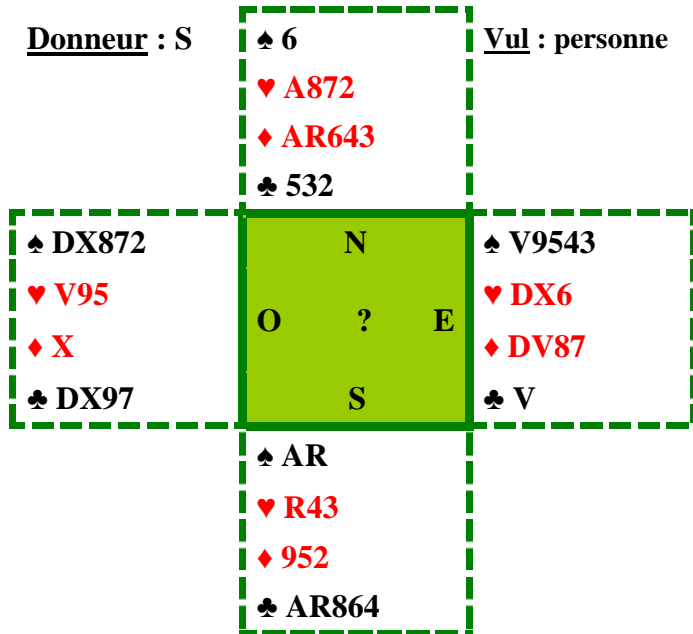 Donneur : S
Vul : personne
♠ 6
♥ A872
♦ AR643
♣ 532
♠ DX872
♥ V95
♦ X
♣ DX97
N
O ? E
S
♠ V9543
♥ DX6
♦ DV87
♣ V
♠ AR
♥ R43
♦ 952
♣ AR864